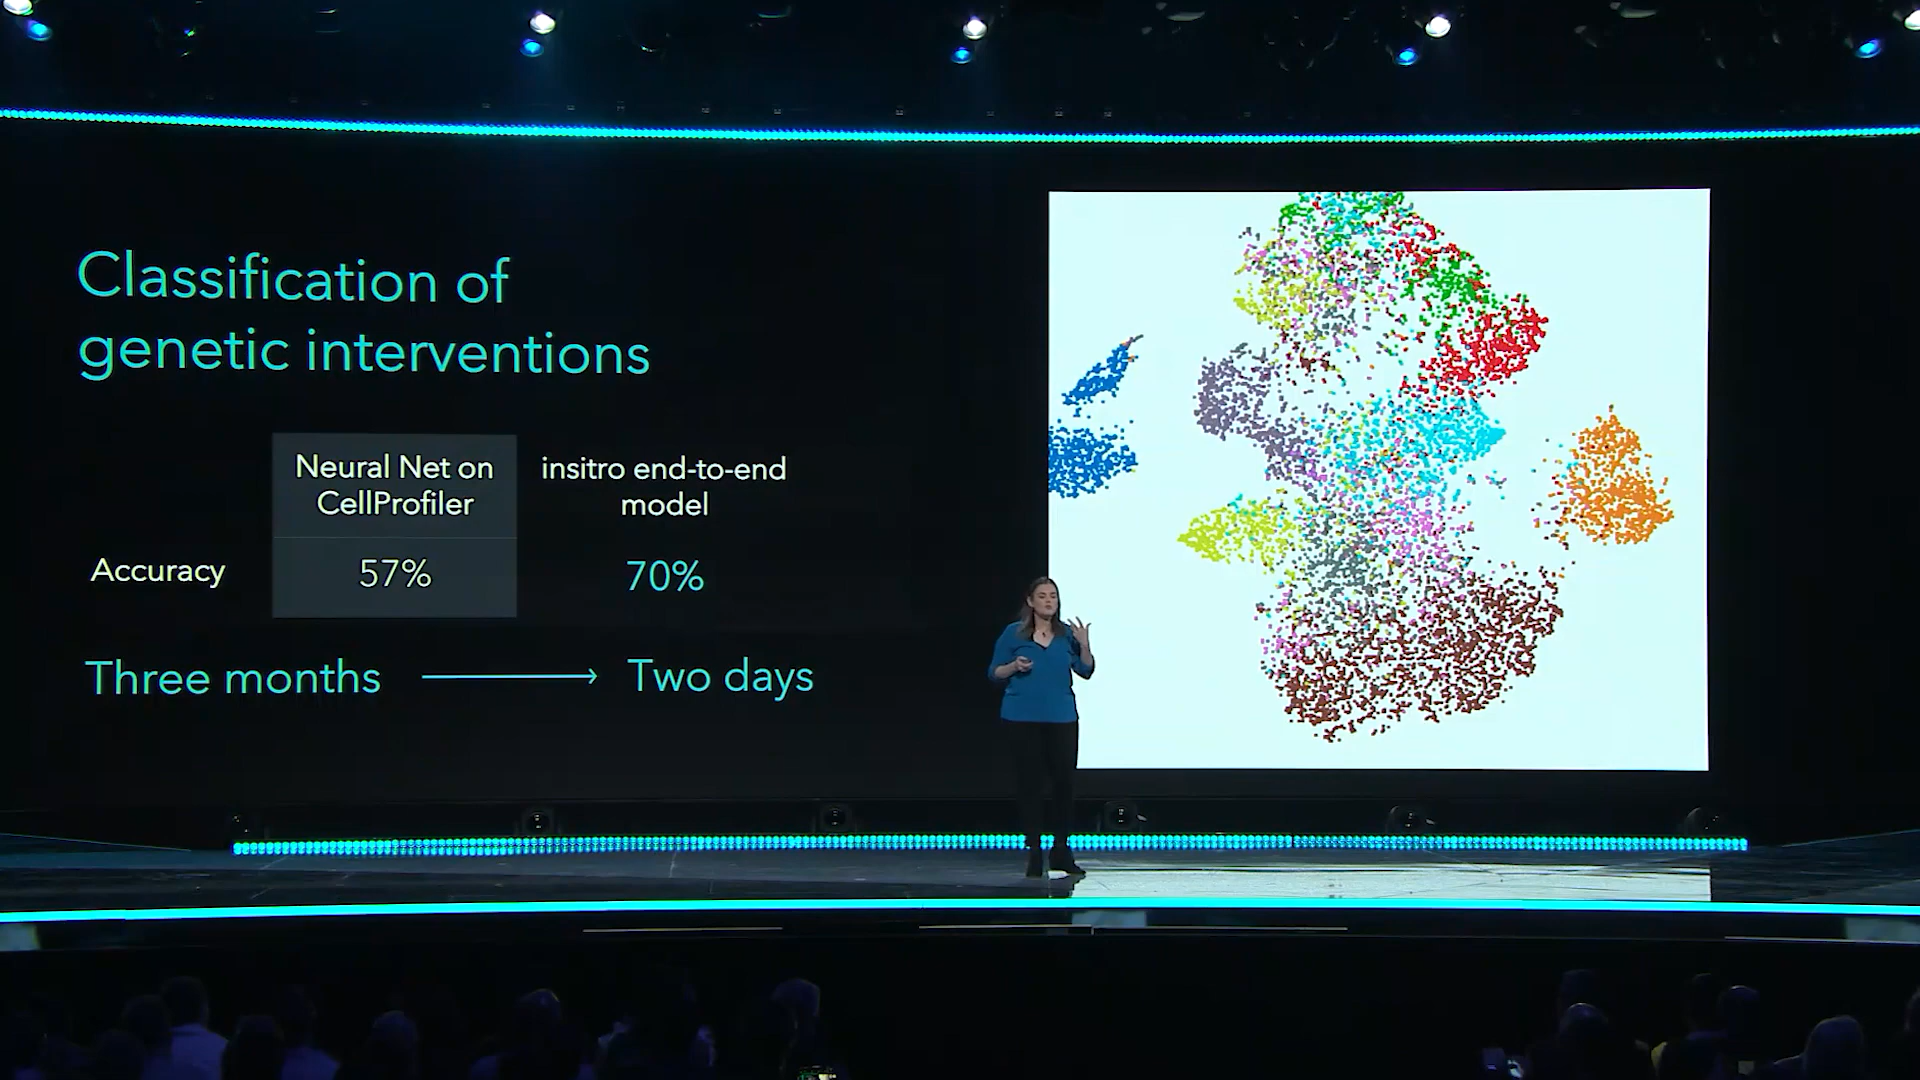 Classification of
genetic interventions
Neural Net on
CellProfiler
insitro end-to-end
model
Accuracy
57%
70%
Three months
Two days